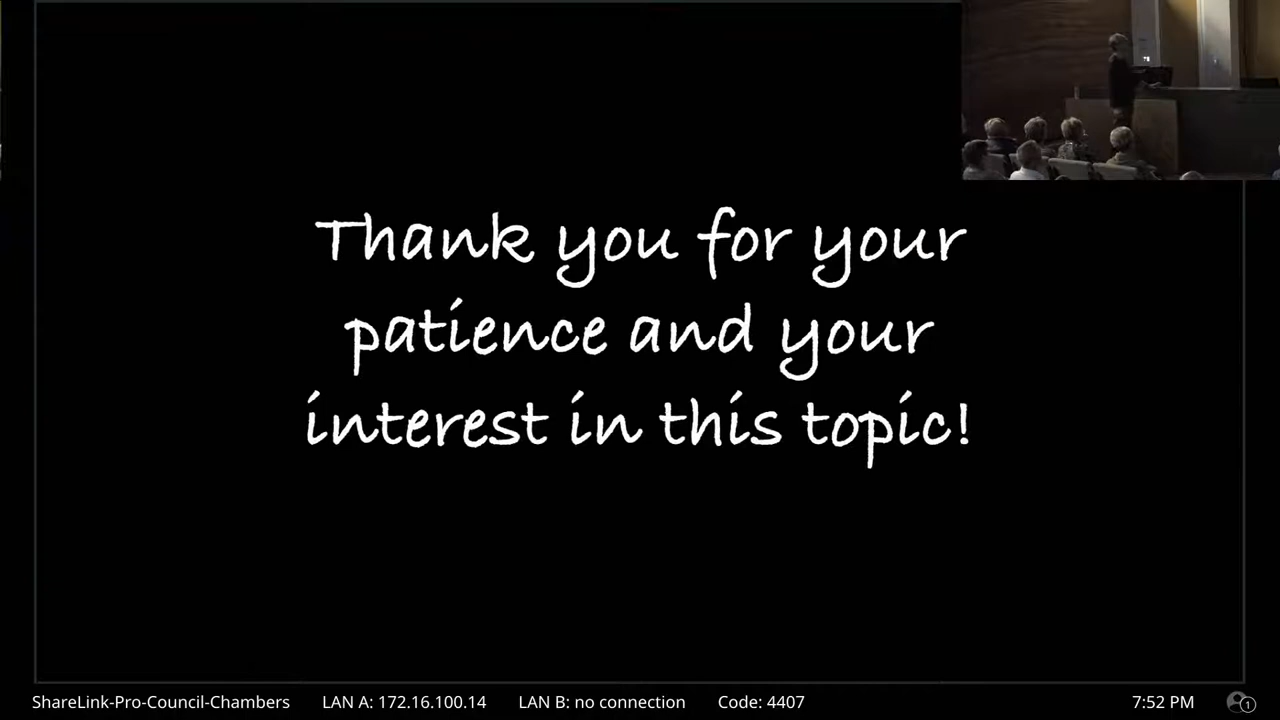 Thank you for your
patience and your
interest in this topic!
ShareLink-Pro-Council-Chambers LAN A: 172.16.100.14 LAN B: no connection Code: 4407 7:52 PM 1